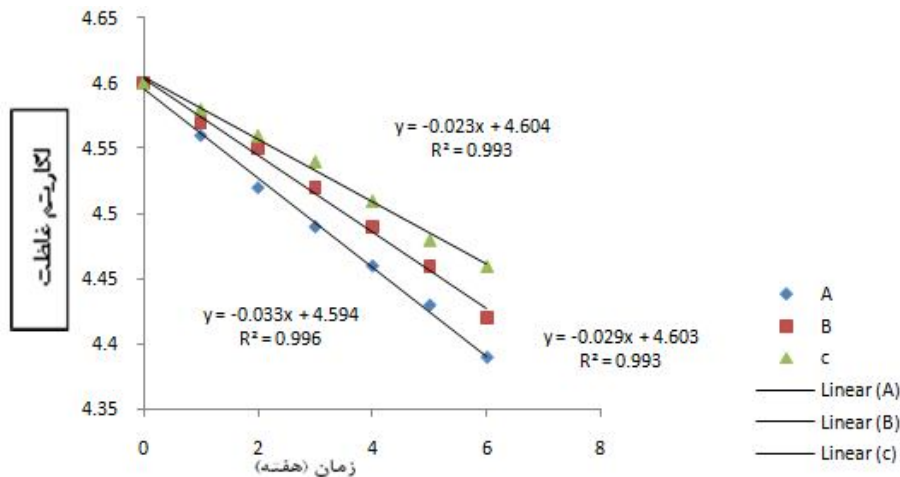 4.65
4.6
4.55
4.5
4.45
4.4
4.35
لگاریتم غلظت
y = -0.023x + 4.604
R² = 0.993
y = -0.033x + 4.594
R² = 0.996
y = -0.029x + 4.603
R² = 0.993
0 2 4 6 8
زمان (هفته)
A
B
c
Linear (A)
Linear (B)
Linear (c)